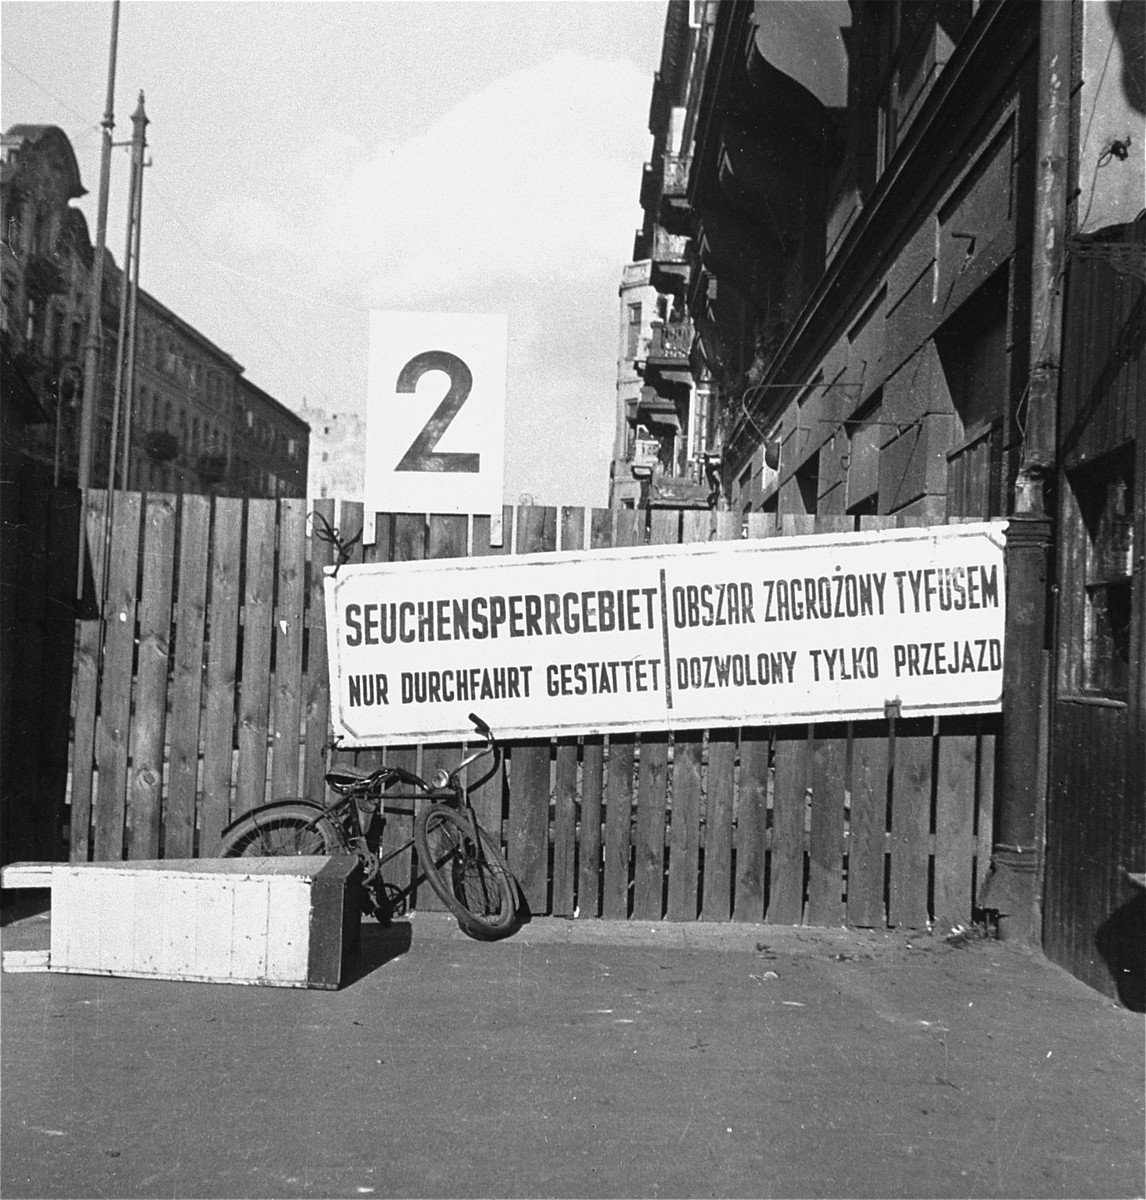 2
SEUCHENSPERRGEBIET
NUR DURCHFAHRT GESTATTET
OBSZAR ZAGROŻONY TYFUSEM
DOZWOLONY TYLKO PRZEJAZD